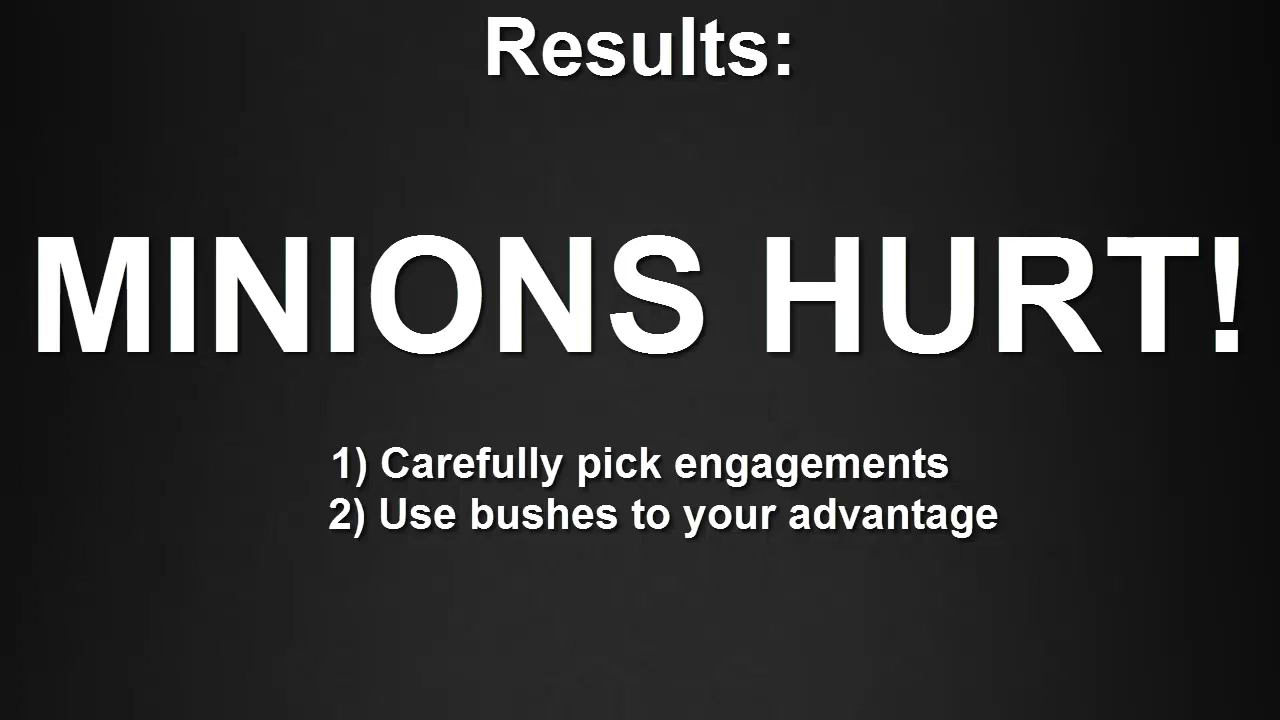 Results:
MINIONS HURT!
1) Carefully pick engagements
2) Use bushes to your advantage